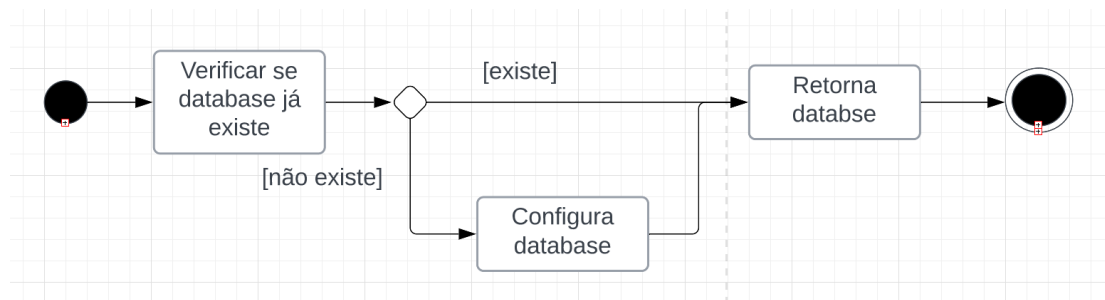 Verificar se
database já
existe
[existe]
[não existe]
Configura
database
Retorna
databse